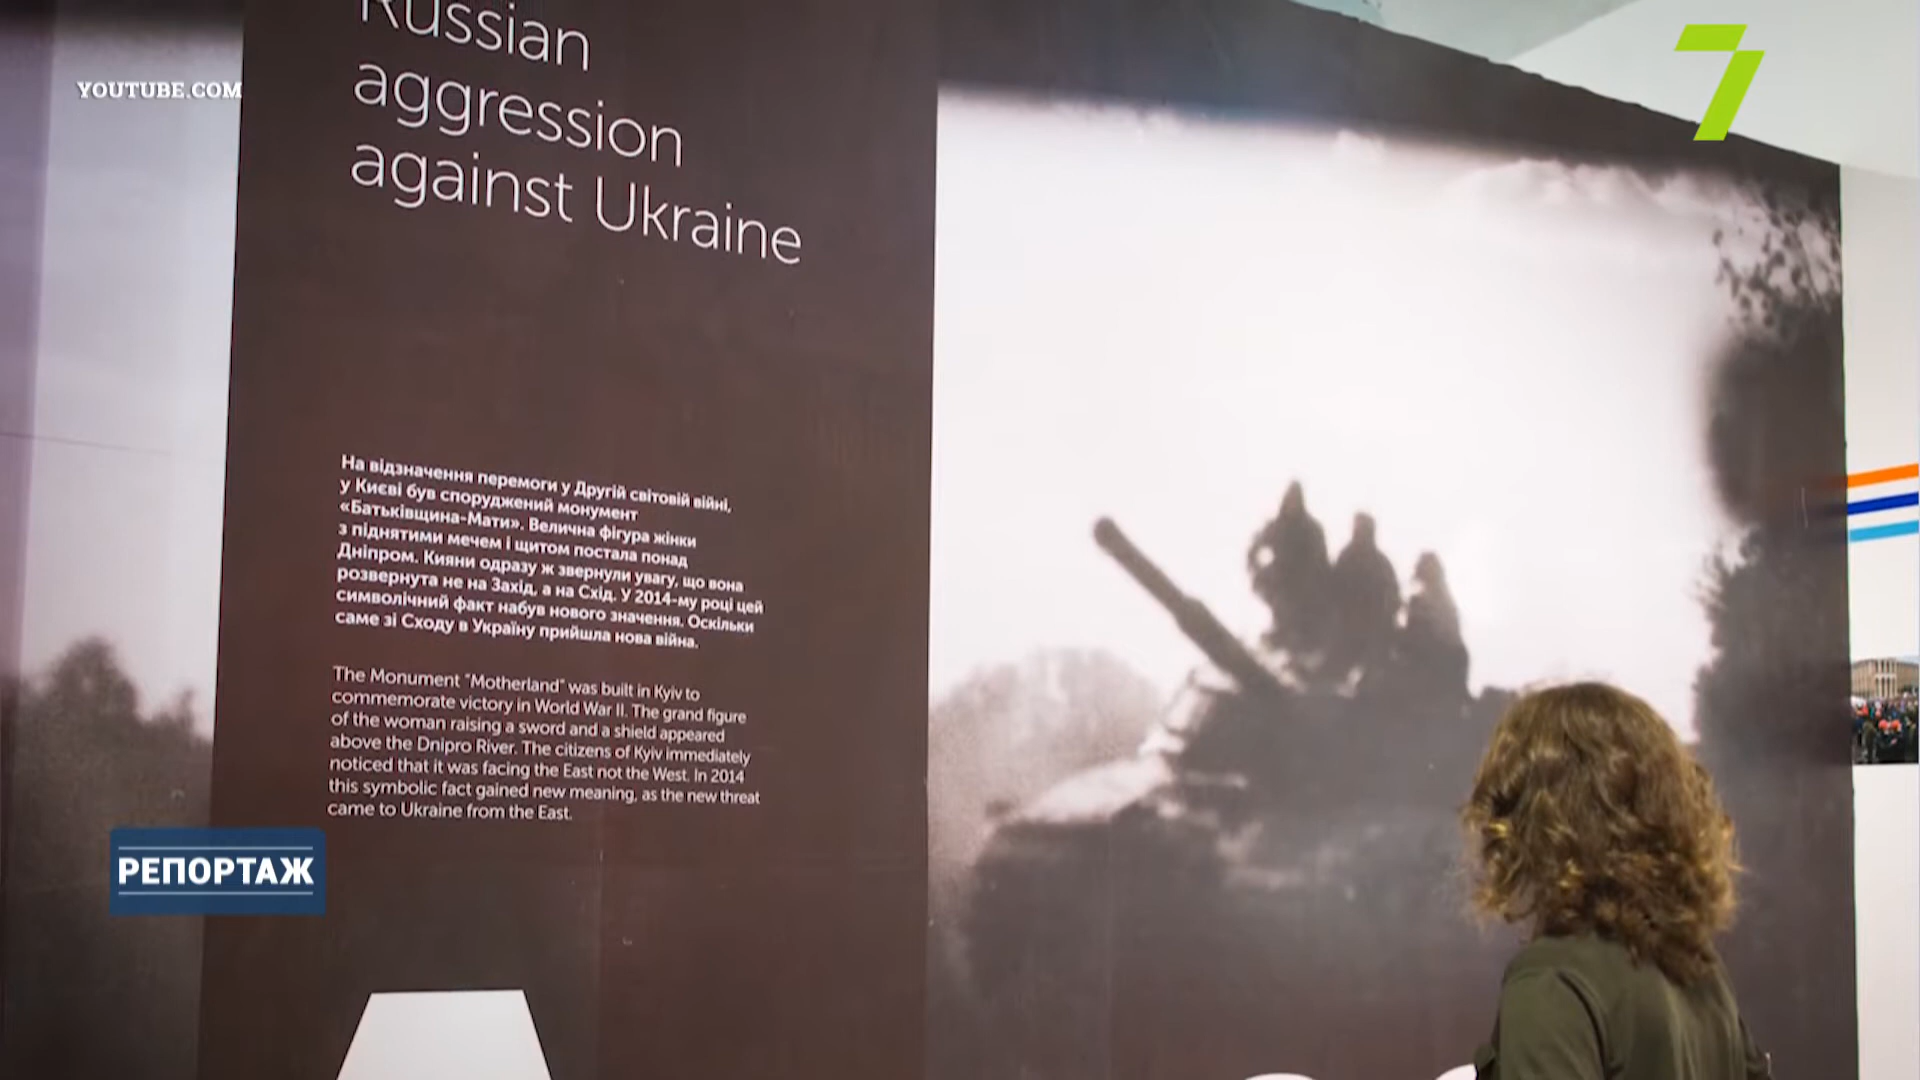 Russian
aggression
against Ukraine
YOUTUBE.COM
7
На відзначення перемоги у Другій світовій війні,
у Києві був споруджений монумент
«Батьківщина-Мати». Велична фігура жінки
з піднятими мечем і щитом постала понад
Дніпром. Кияни одразу ж звернули увагу, що вона
розвернута не на Захід, а на Схід. У 2014-му році цей
символічний факт набув нового значення. Оскільки
саме зі Сходу в Україну прийшла нова війна.
The Monument "Motherland" was built in Kyiv to
commemorate victory in World War II. The grand figure
of the woman raising a sword and a shield appeared
above the Dnipro River. The citizens of Kyiv immediately
noticed that it was facing the East not the West. In 2014
this symbolic fact gained new meaning, as the new threat
came to Ukraine from the East.
РЕПОРТАЖ